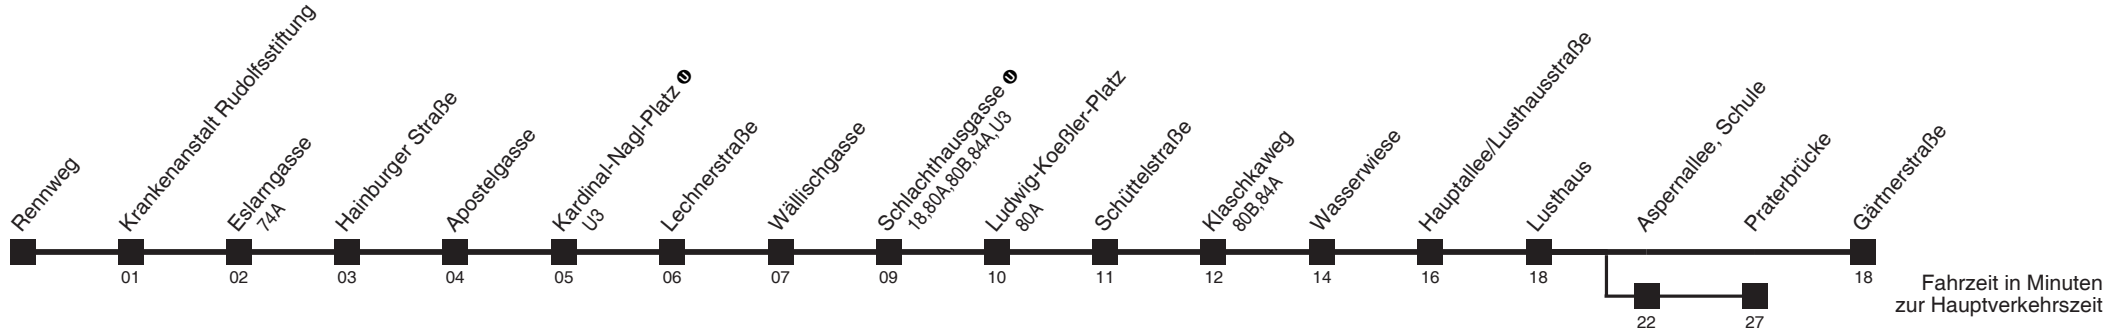 Rennweg
Krankenanstalt Rudolfsstiftung
Eslarngasse
74A
Hainburger Straße
Apostelgasse
Kardinal-Nagl-Platz U
U3
Lechnerstraße
Wällischgasse
Schlachthausgasse U
18,80A,80B,84A,U3
Ludwig-Koeßler-Platz
80A
Schüttelstraße
Klaschkaweg
80B,84A
Wasserwiese
Hauptallee/Lusthausstraße
Lusthaus
Aspernallee, Schule
Praterbrücke
Gärtnerstraße
01 02 03 04 05 06 07 09 10 11 12 14 16 18 18
22 27
Fahrzeit in Minuten
zur Hauptverkehrszeit